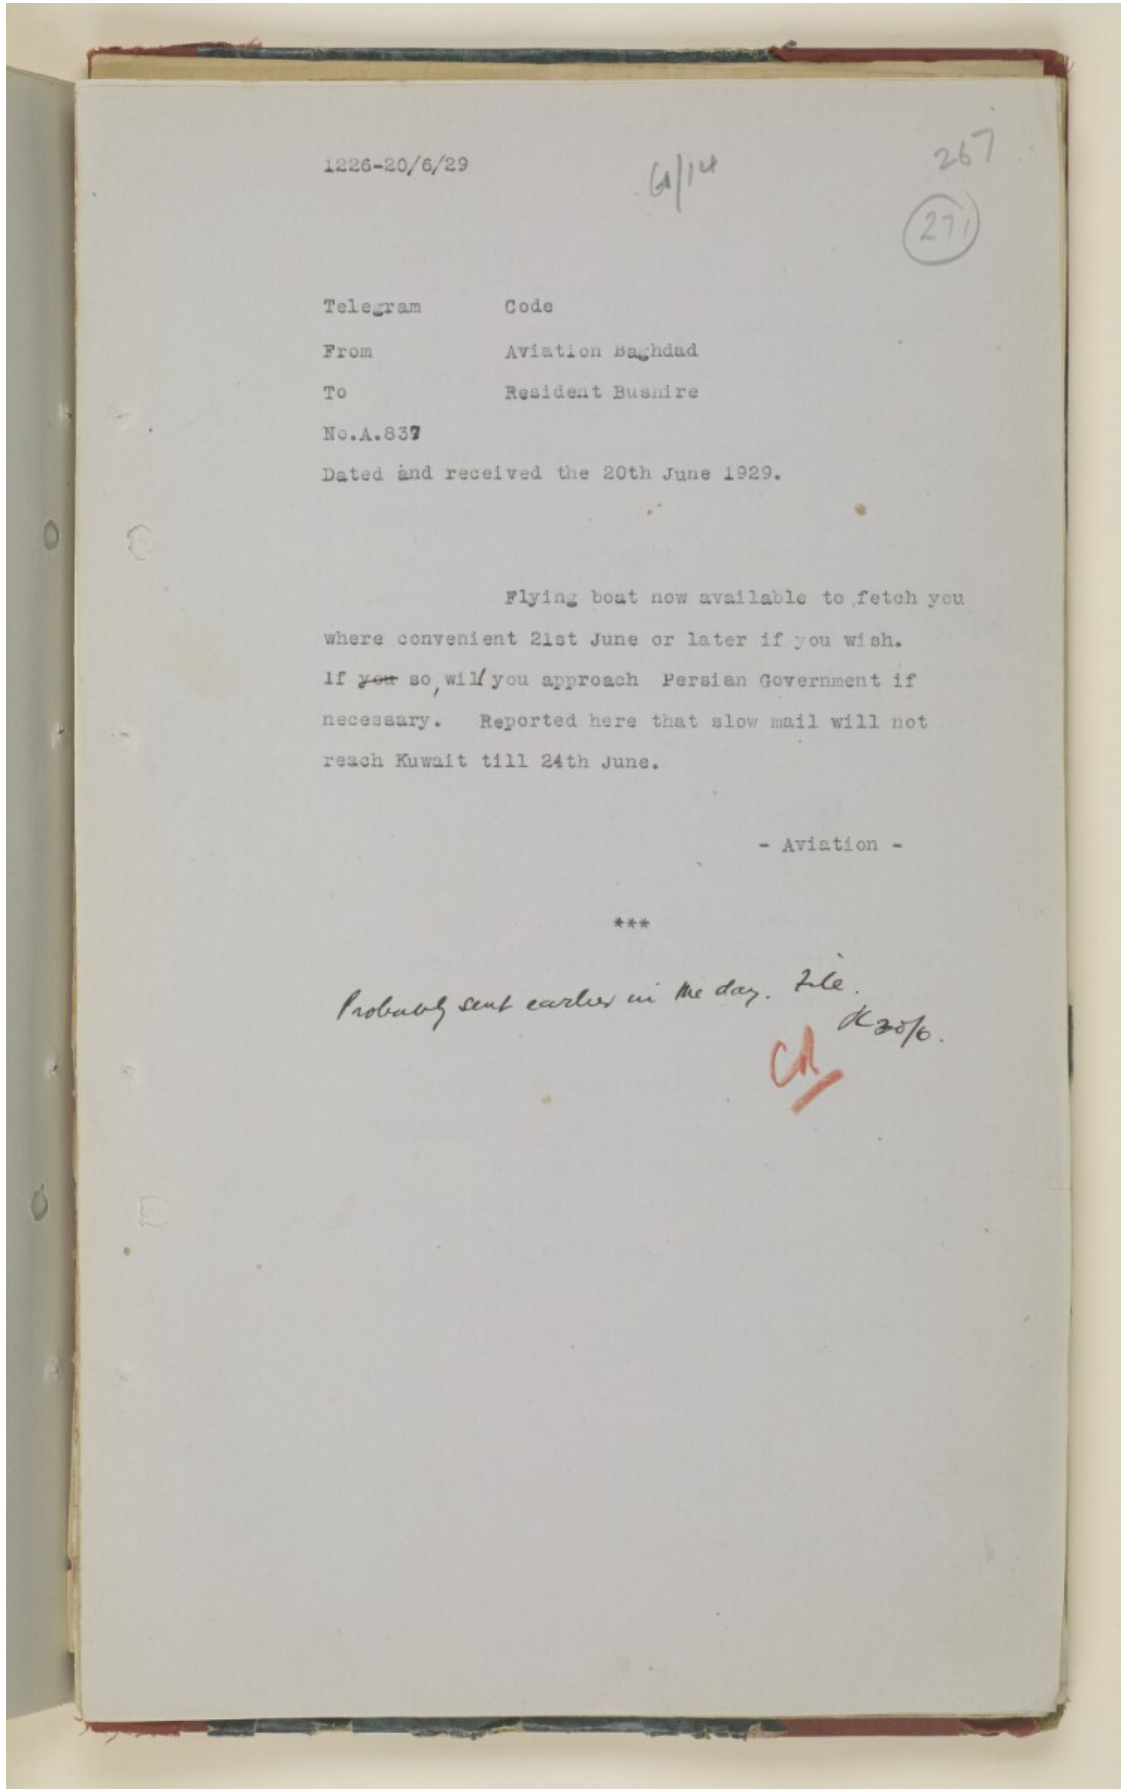 1226-20/6/29
267
271
Telegram Code
From Aviation Baghdad
To Resident Bushire
No.A.837
Dated and received the 20th June 1929.
Flying boat now available to fetch you
where convenient 21st June or later if you wish.
If you so, will you approach Persian Government if
necessary. Reported here that slow mail will not
reach Kuwait till 24th June.
- Aviation -
***
Probably sent earlier in the day. File.